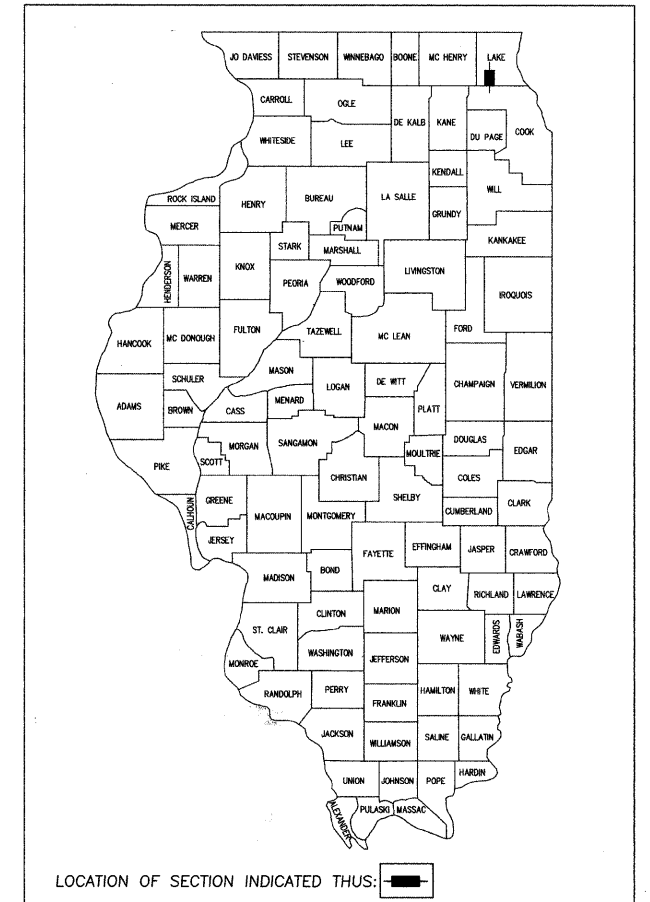 JO DAVIESS STEVENSON WINNEBAGO BOONE MC HENRY LAKE
CARROLL OGLE DE KALB KANE COOK
DU PAGE
WHITESIDE LEE
KENDALL
ROCK ISLAND HENRY BUREAU LA SALLE WILL
MERCER PUTNAM GRUNDY
STARK MARSHALL KANKAKEE
HENDERSON WARREN KNOX PEORIA WOODFORD LIVINGSTON
IROQUOIS
HANCOCK MC DONOUGH FULTON TAZEWELL MC LEAN FORD
MASON
SCHULER LOGAN DE WITT CHAMPAIGN VERMILION
ADAMS BROWN CASS MENARD PLATT
MACON
MORGAN SANGAMON DOUGLAS EDGAR
PIKE SCOTT MOULTRIE
CHRISTIAN COLES
CALHOUN GREENE MACOUPIN MONTGOMERY SHELBY CLARK
CUMBERLAND
JERSEY FAYETTE EFFINGHAM JASPER CRAWFORD
MADISON BOND
CLAY RICHLAND LAWRENCE
CLINTON MARION
ST. CLAIR WAYNE EDWARDS WABASH
WASHINGTON JEFFERSON
MONROE
RANDOLPH PERRY HAMILTON WHITE
FRANKLIN
JACKSON WILLIAMSON SALINE GALLATIN
UNION JOHNSON POPE HARDIN
ALEXANDER PULASKI MASSAC
LOCATION OF SECTION INDICATED THUS: